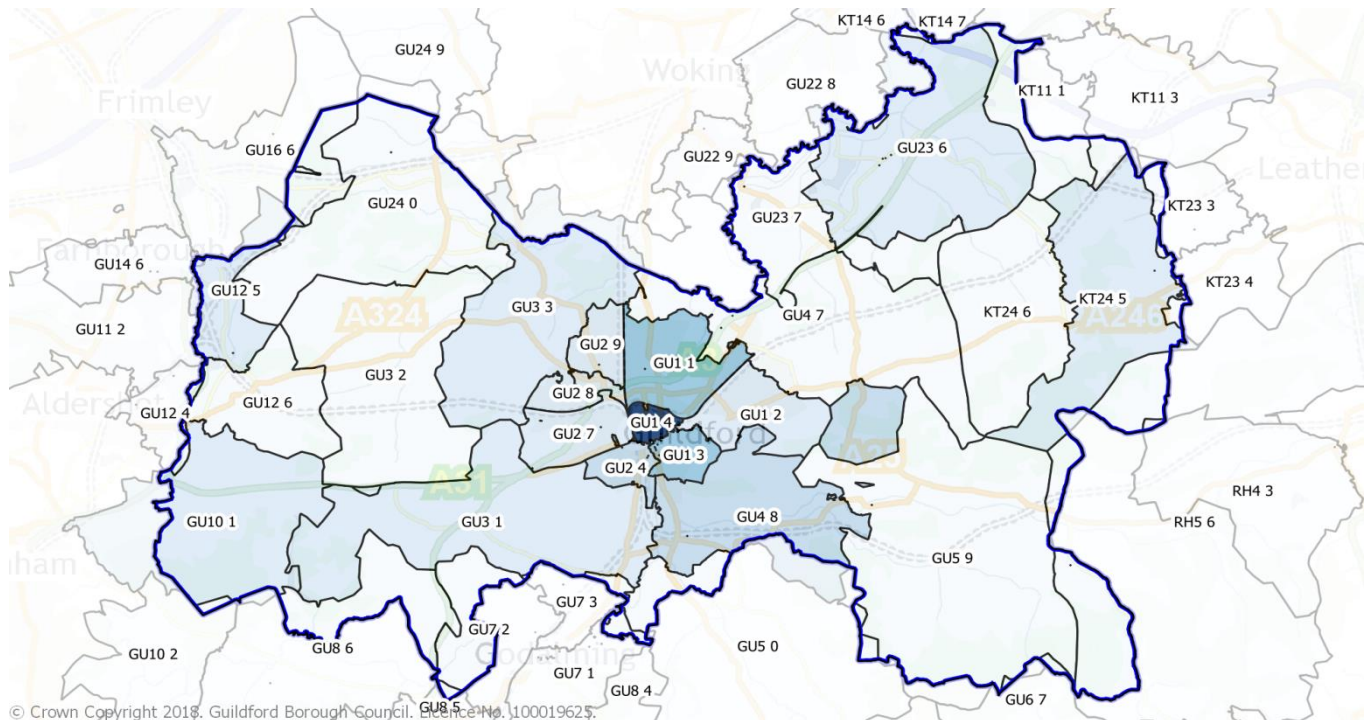 KT14 6
KT14 7
GU24 9
Woking
GU22 8
KT11 1
KT11 3
Frimley
GU16 6
GU22 9
GU23 6
Leather
GU24 0
GU23 7
KT23 3
Farnborough
GU14 6
GU12 5
KT23 4
GU3 3
KT24 5
GU11 2
A324
GU4 7
KT24 6
A246
GU2 9
GU1 1
A3
GU3 2
Aldershot
GU12 4
GU12 6
GU2 8
GU1 2
GU1 4
Guildford
GU2 7
GU1 3
A25
GU2 4
A31
RH4 3
GU10 1
GU3 1
GU4 8
RH5 6
GU5 9
nham
GU7 3
GU7 2
GU8 6
GU10 2
Godalming
GU5 0
GU7 1
GU8 4
GU6 7
GU8 5
© Crown Copyright 2018. Guildford Borough Council. Licence No. 100019625.